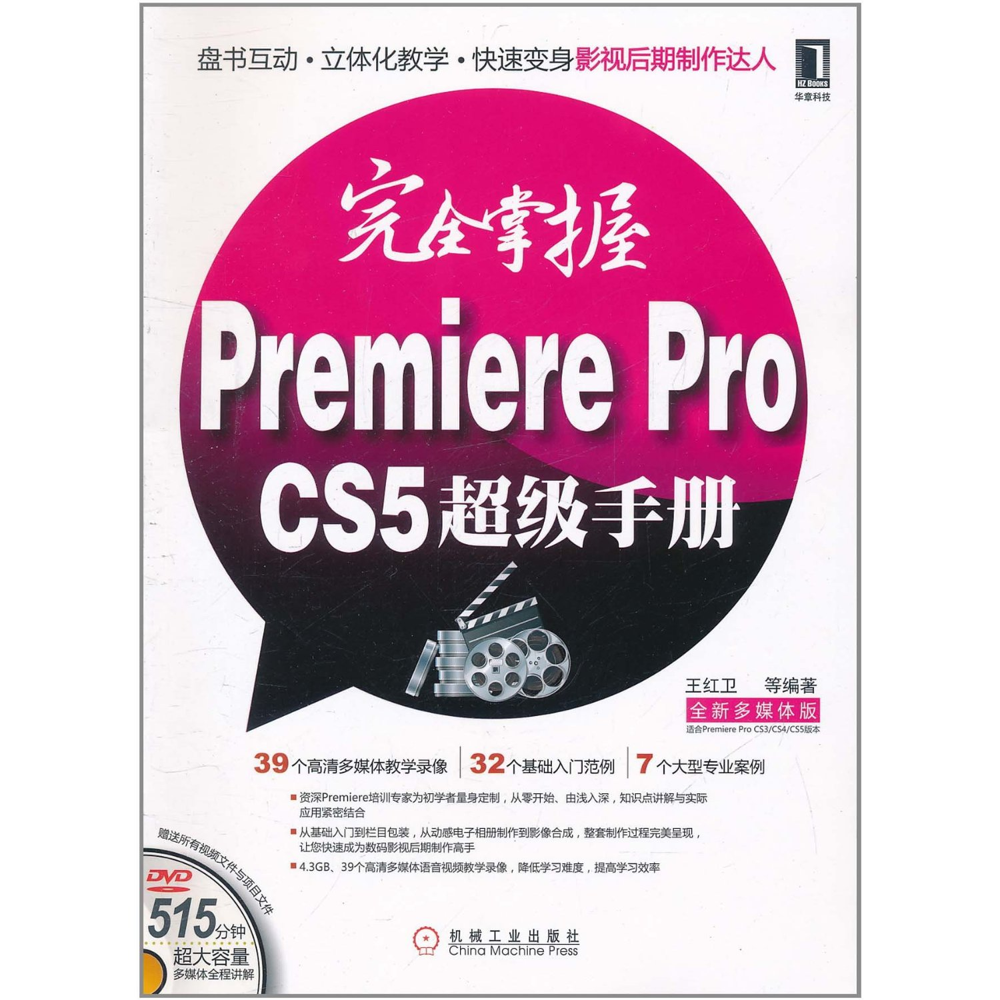 盘书互动·立体化教学·快速变身影视后期制作达人
HZ BOOKS
华章科技
完全掌握
Premiere Pro
CS5超级手册
王红卫 等编著
全新多媒体版
适合Premiere Pro CS3/CS4/CS5版本
39个高清多媒体教学录像 32个基础入门范例 7个大型专业案例
资深Premiere培训专家为初学者量身定制，从零开始、由浅入深，知识点讲解与实际
应用紧密结合
从基础入门到栏目包装，从动感电子相册制作到影像合成，整套制作过程完美呈现，
让您快速成为数码影视后期制作高手
4.3GB、39个高清多媒体语音视频教学录像，降低学习难度，提高学习效率
赠送所有视频文件与项目文件
DVD
515分钟
超大容量
多媒体全程讲解
机械工业出版社
China Machine Press